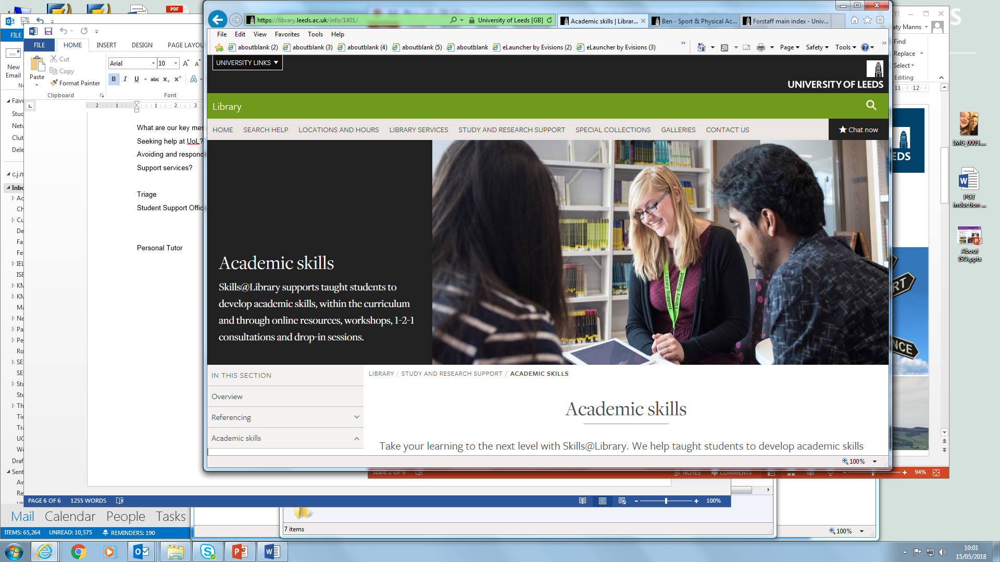 https://library.leeds.ac.uk/info/1401/
University of Leeds [GB]
Academic skills | Librar...
Ben - Sport & Physical Ac...
Forstaff main index - Univ...
File Edit View Favorites Tools Help
aboutblank (2)
aboutblank (3)
aboutblank (4)
aboutblank (5)
aboutblank
eLauncher by Evisions (2)
eLauncher by Evisions (3)
Page Safety Tools
UNIVERSITY LINKS
UNIVERSITY OF LEEDS
Library
HOME SEARCH HELP LOCATIONS AND HOURS LIBRARY SERVICES STUDY AND RESEARCH SUPPORT SPECIAL COLLECTIONS GALLERIES CONTACT US
Chat now
Academic skills
Skills@Library supports taught students to
develop academic skills, within the curriculum
and through online resources, workshops, 1-2-1
consultations and drop-in sessions.
Library Support
Library Support
IN THIS SECTION
Overview
Referencing
Academic skills
LIBRARY / STUDY AND RESEARCH SUPPORT / ACADEMIC SKILLS
Academic skills
Take your learning to the next level with Skills@Library. We help taught students to develop academic skills
100%
FILE
FILE HOME INSERT DESIGN PAGE LAYOU
New
Email
Paste
Cut
Copy
Format Painter
Clipboard
Arial 10
Font
What are our key mes
Seeking help at UoL?
Avoiding and respond
Support services?
Triage
Student Support Offic
Personal Tutor
Favo
Stud
Netv
Clut
Dele
c.j.m
Inbo
Ac
Ch
Cu
De
Fa
Fe
IEL
ISE
KM
KM
Ma
Ne
Pa
Pe
Ro
SE
SE
Stu
Stu
Th
Tie
Tra
UC
We
Draf
Sent
Aw
Re
PAGE 6 OF 6 1255 WORDS
100%
Mail Calendar People Tasks
ITEMS: 65,264 UNREAD: 10,575 REMINDERS: 190
7 items
100%
SLIDE 2 OF 6
NOTES COMMENTS
94%
aty Manns
Find
Replace
Select
Editing
EDS
RT
NCE
PDF
IMG_0003....
PGT
induction ...
About
ISO.pptx
10:01
15/05/2018